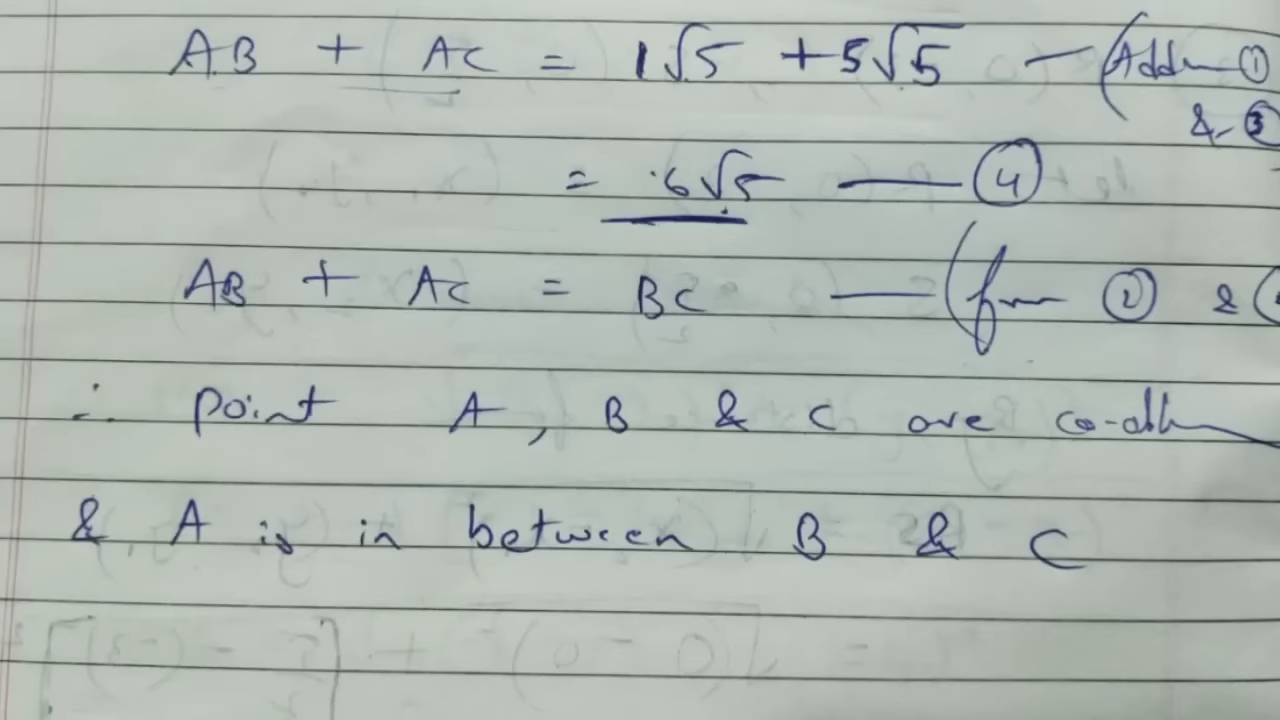 AB + AC = 1√5 + 5√5 — (Addn ①
& ③
= 6√5 — ④
AB + AC = BC — (from ② &
∴ point A, B & C are
& A is in between B & C